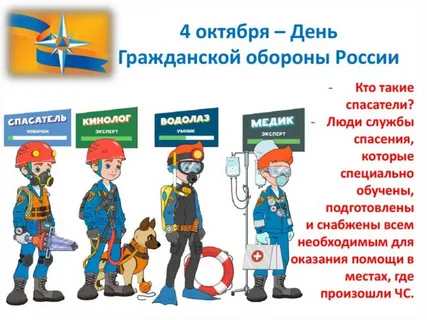 4 октября – День
Гражданской обороны России
СПАСАТЕЛЬ
НОВИЧОК
КИНОЛОГ
ЭКСПЕРТ
ВОДОЛАЗ
УМНИК
МЕДИК
ЭКСПЕРТ
- Кто такие
спасатели?
- Люди службы
спасения,
которые
специально
обучены,
подготовлены
и снабжены всем
необходимым для
оказания помощи в
местах, где
произошли ЧС.